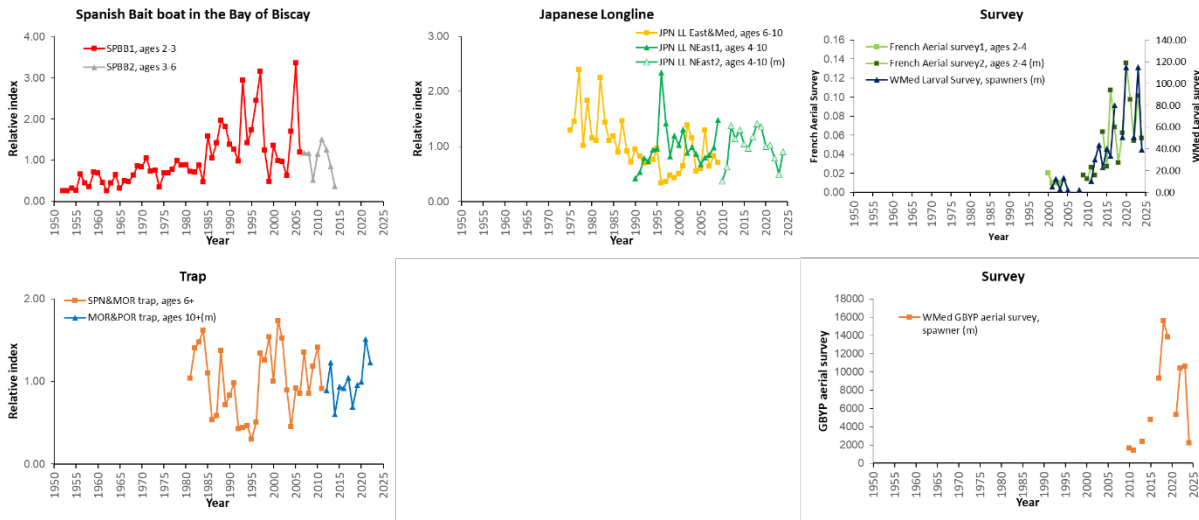 Spanish Bait boat in the Bay of Biscay
4.00
3.00
2.00
1.00
0.00
Relative index
SPBB1, ages 2-3
SPBB2, ages 3-6
1950 1955 1960 1965 1970 1975 1980 1985 1990 1995 2000 2005 2010 2015 2020 2025
Year
Japanese Longline
3.00
2.00
1.00
0.00
Relative index
JPN LL East&Med, ages 6-10
JPN LL NEast1, ages 4-10
JPN LL NEast2, ages 4-10 (m)
1950 1955 1960 1965 1970 1975 1980 1985 1990 1995 2000 2005 2010 2015 2020 2025
Year
Survey
0.16
0.14
0.12
0.10
0.08
0.06
0.04
0.02
0.00
French Aerial Survey
French Aerial survey1, ages 2-4
French Aerial survey2, ages 2-4 (m)
WMed Larval Survey, spawners (m)
140.00
120.00
100.00
80.00
60.00
40.00
20.00
0.00
WMed Larval survey
1950 1955 1960 1965 1970 1975 1980 1985 1990 1995 2000 2005 2010 2015 2020 2025
Year
Trap
2.00
1.00
0.00
Relative index
SPN&MOR trap, ages 6+
MOR&POR trap, ages 10+(m)
1950 1955 1960 1965 1970 1975 1980 1985 1990 1995 2000 2005 2010 2015 2020 2025
Year
Survey
18000
16000
14000
12000
10000
8000
6000
4000
2000
0
GBYP aerial survey
WMed GBYP aerial survey,
spawner (m)
1950 1955 1960 1965 1970 1975 1980 1985 1990 1995 2000 2005 2010 2015 2020 2025
Year